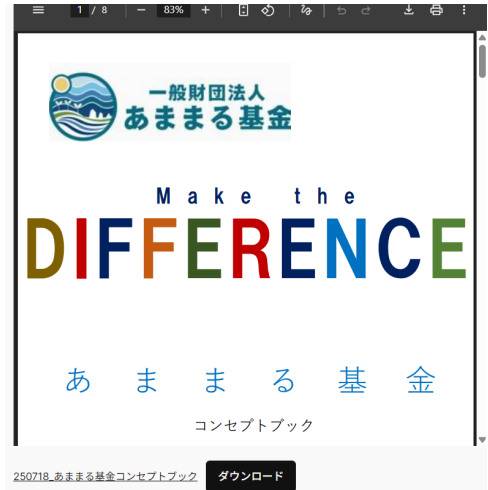 1 / 8
83%
一般財団法人
あままる基金
Make the
DIFFERENCE
あままる基金
コンセプトブック
250718_あままる基金コンセプトブック
ダウンロード